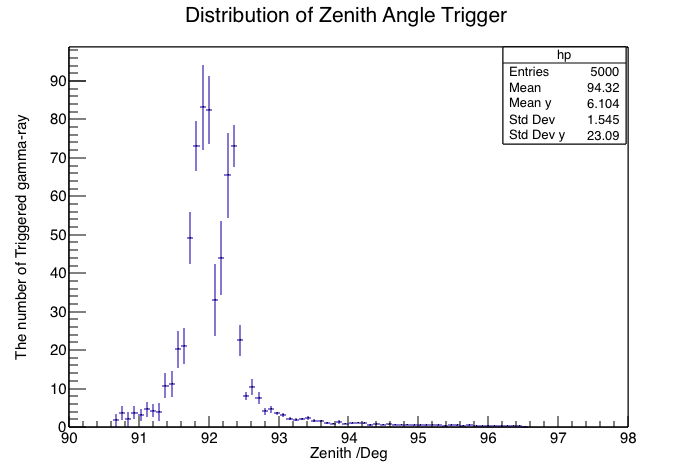 Distribution of Zenith Angle Trigger
hp
Entries 5000
Mean 94.32
Mean y 6.104
Std Dev 1.545
Std Dev y 23.09
The number of Triggered gamma-ray
90
80
70
60
50
40
30
20
10
0
90 91 92 93 94 95 96 97 98
Zenith /Deg